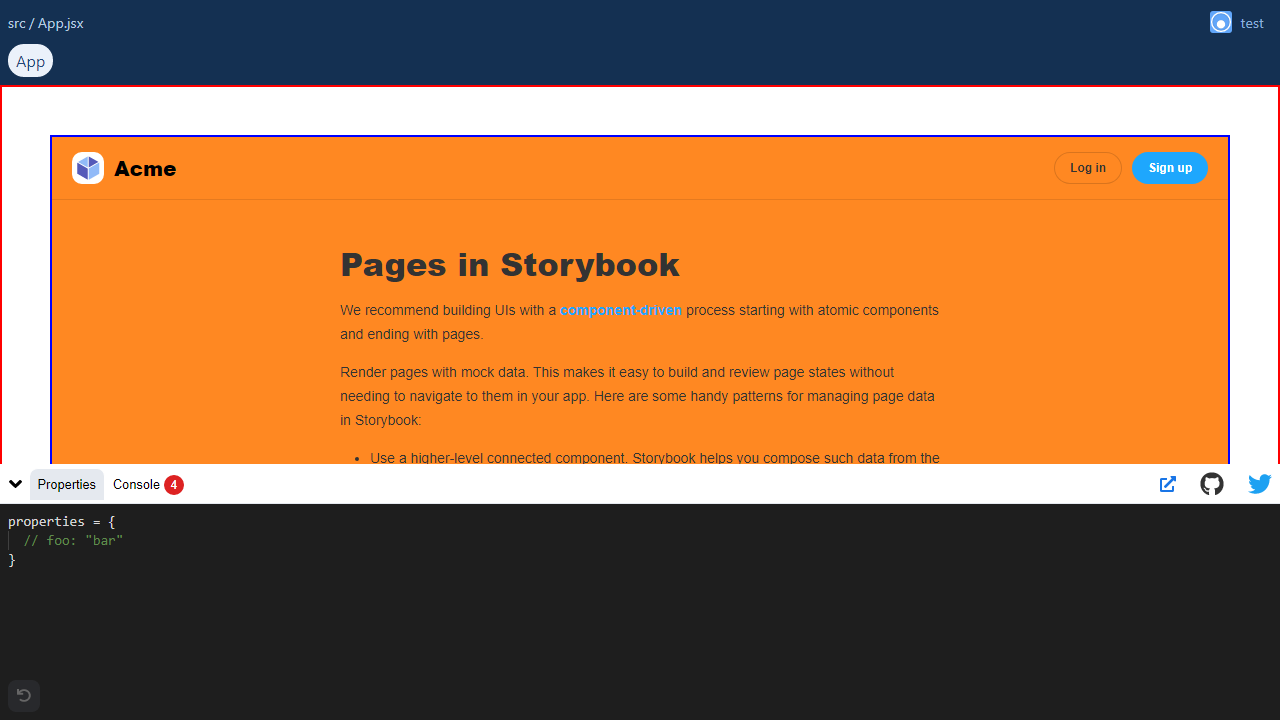 src / App.jsx
test
App
Acme
Log in
Sign up
Pages in Storybook
We recommend building UIs with a component-driven process starting with atomic components
and ending with pages.
Render pages with mock data. This makes it easy to build and review page states without
needing to navigate to them in your app. Here are some handy patterns for managing page data
in Storybook:
• Use a higher-level connected component. Storybook helps you compose such data from the
Properties
Console 4
properties = {
// foo: "bar"
}